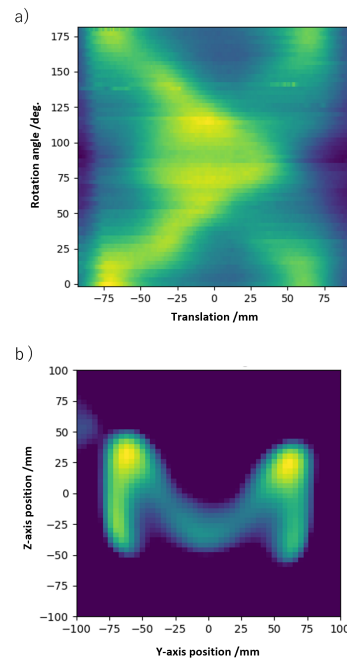 a)
175
150
125
100
75
50
25
0
Rotation angle /deg.
−75 −50 −25 0 25 50 75
Translation /mm
b)
100
75
50
25
0
−25
−50
−75
−100
Z-axis position /mm
−100 −75 −50 −25 0 25 50 75 100
Y-axis position /mm